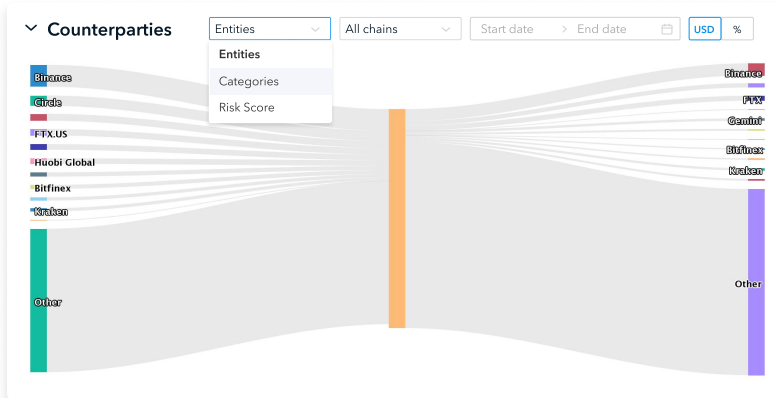 Counterparties
Entities
All chains
Start date
End date
USD
%
Entities
Categories
Risk Score
Binance
Circle
FTX.US
Huobi Global
Bitfinex
Kraken
Other
Binance
FTX
Gemini
Bitfinex
Kraken
Other